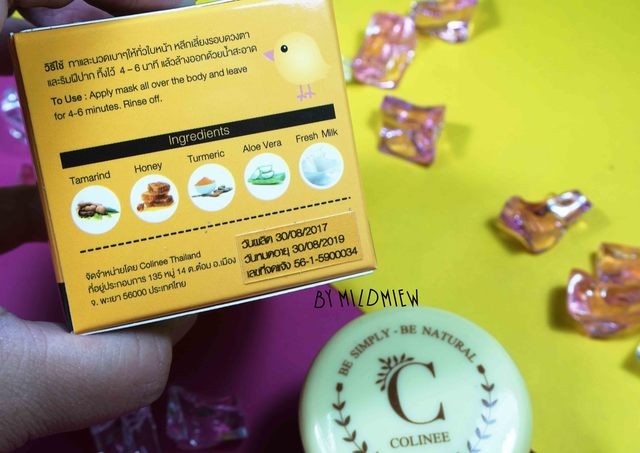 วิธีใช้ ทาและนวดเบาๆให้ทั่วใบหน้า หลีกเลี่ยงรอบดวงตา
และริมฝีปาก ทิ้งไว้ 4 – 6 นาที แล้วล้างออกด้วยน้ำสะอาด
To Use : Apply mask all over the body and leave
for 4-6 minutes. Rinse off.
Ingredients
Tamarind Honey Turmeric Aloe Vera Fresh Milk
จัดจำหน่ายโดย Colinee Thailand
ที่อยู่ประกอบการ 135 หมู่ 14 ต.ต๋อม อ.เมือง
จ. พะเยา 56000 ประเทศไทย
วันผลิต 30/08/2017
วันหมดอายุ 30/08/2019
เลขที่จดแจ้ง 56-1-5900034
BY MILDMIEW
BE SIMPLY - BE NATURAL
C
COLINEE